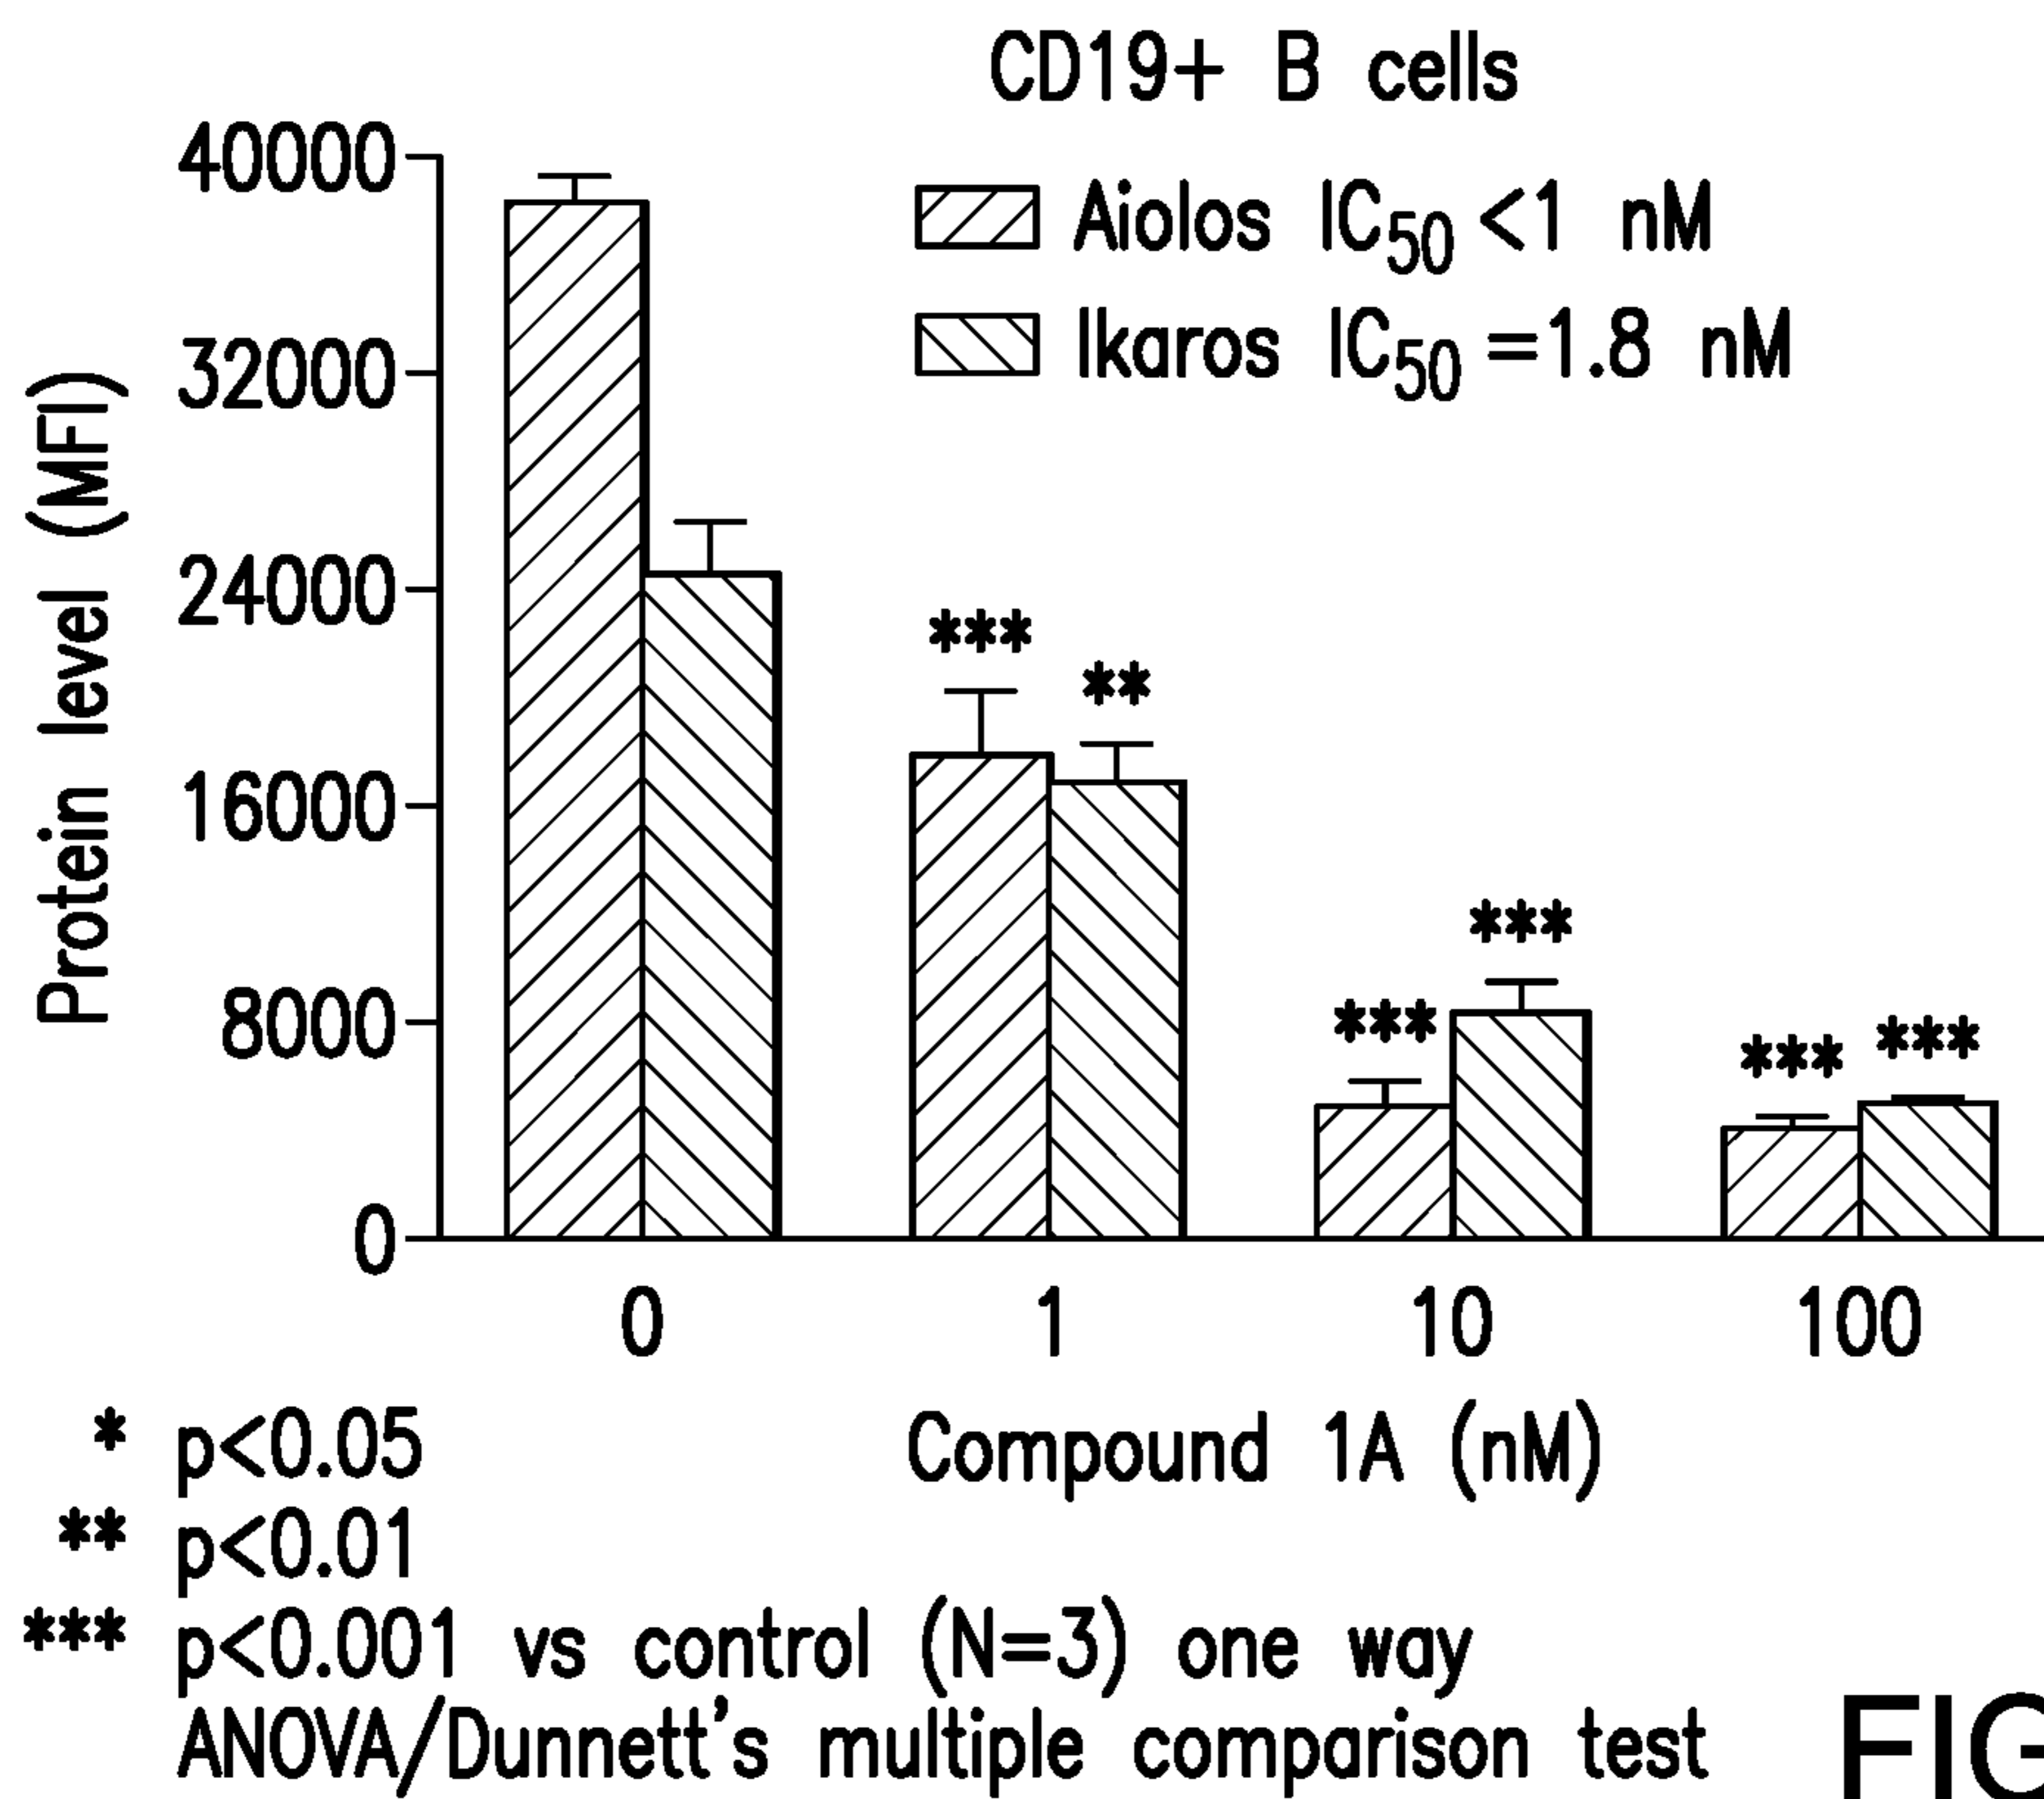 CD19+ B cells
Aiolos IC50 <1 nM
Ikaros IC50 =1.8 nM
Protein level (MFI)
40000
32000
24000
16000
8000
0
***
**
***
***
***
***
0 1 10 100
Compound 1A (nM)
* p<0.05
** p<0.01
*** p<0.001 vs control (N=3) one way
ANOVA/Dunnett's multiple comparison test
FIG